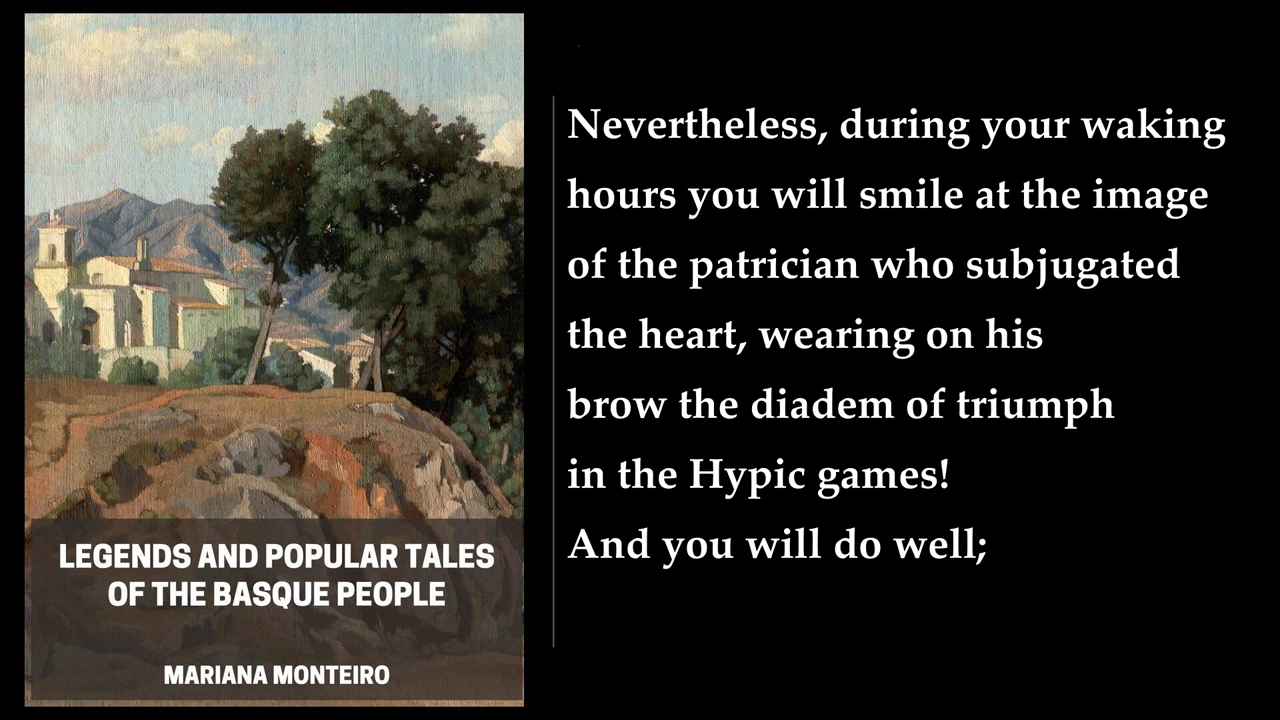 Nevertheless, during your waking
hours you will smile at the image
of the patrician who subjugated
the heart, wearing on his
brow the diadem of triumph
in the Hypic games!
And you will do well;
LEGENDS AND POPULAR TALES
OF THE BASQUE PEOPLE
MARIANA MONTEIRO